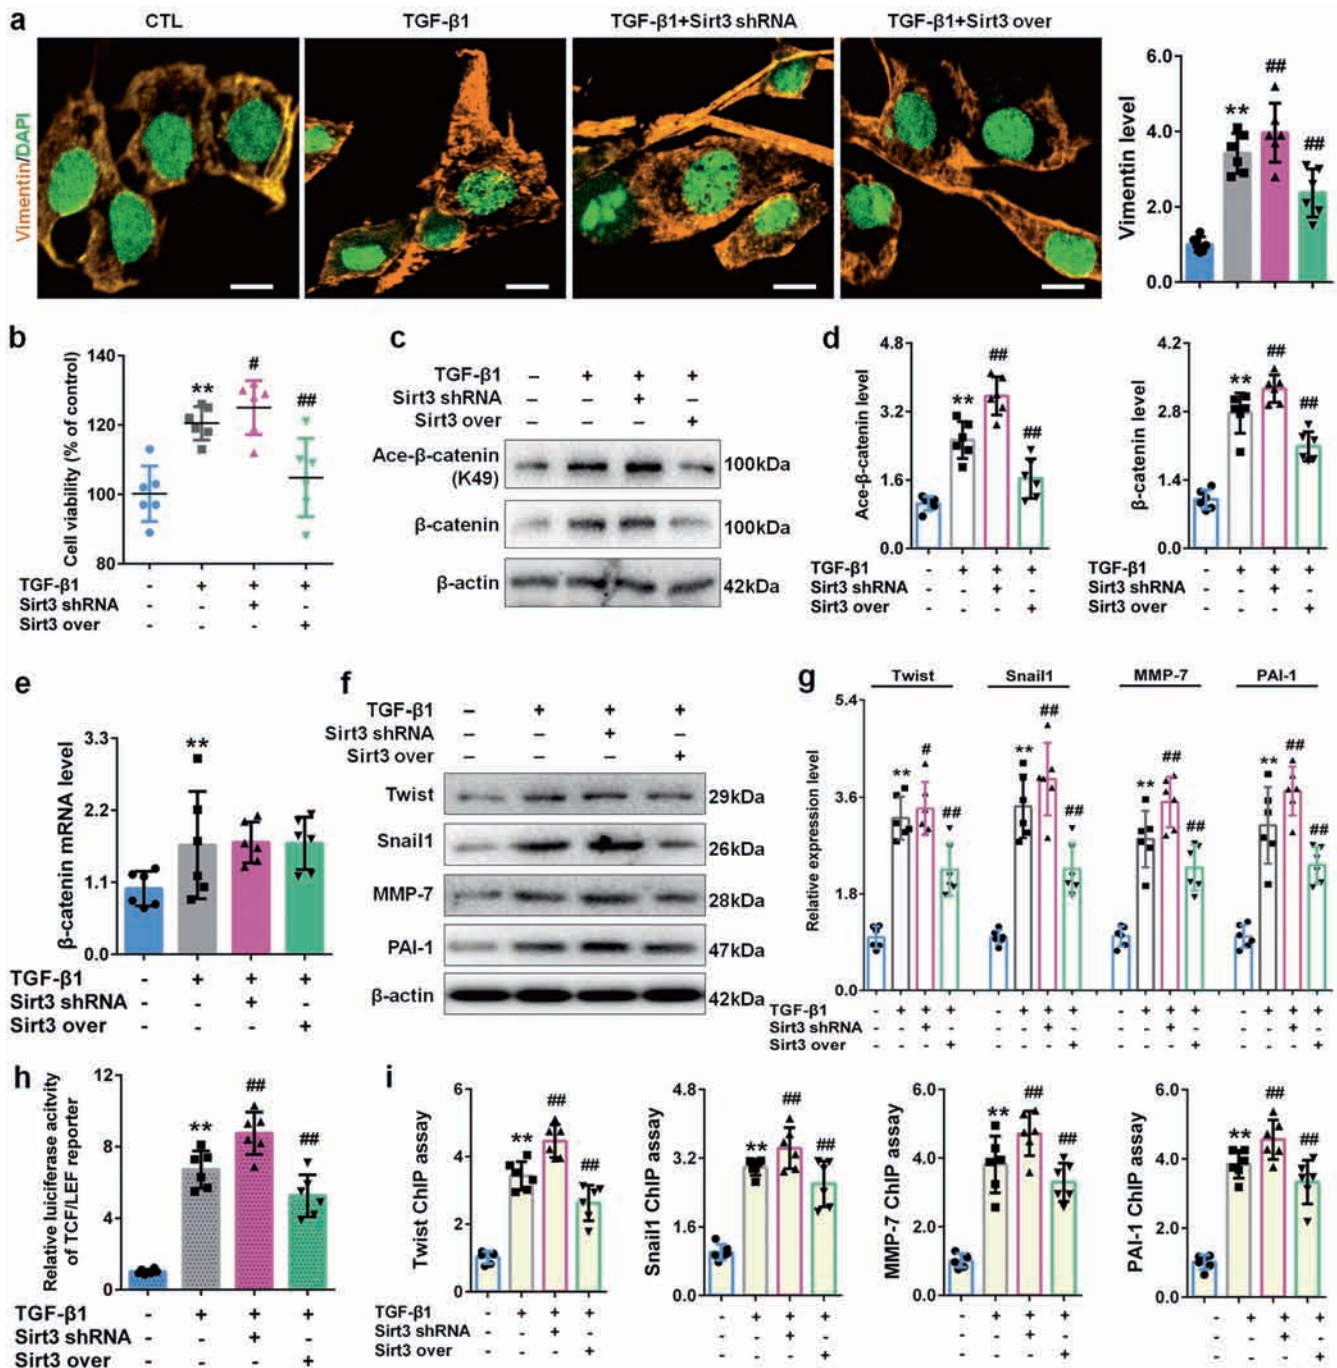 a
CTL
TGF-β1
TGF-β1+Sirt3 shRNA
TGF-β1+Sirt3 over
Vimentin/DAPI
Vimentin level
6.0
4.0
2.0
0.0
**
##
##
b
Cell viability (% of control)
140
120
100
80
**
#
##
TGF-β1 - + + +
Sirt3 shRNA - - + -
Sirt3 over - - - +
c
TGF-β1 – + + +
Sirt3 shRNA – – + –
Sirt3 over – – – +
Ace-β-catenin
(K49)
100kDa
β-catenin
100kDa
β-actin
42kDa
d
Ace-β-catenin level
4.8
3.2
1.6
0.0
**
##
##
TGF-β1 - + + +
Sirt3 shRNA - - + -
Sirt3 over - - - +
β-catenin level
4.2
2.8
1.4
0.0
**
##
##
TGF-β1 - + + +
Sirt3 shRNA - - + -
Sirt3 over - - - +
e
β-catenin mRNA level
3.3
2.2
1.1
0.0
**
TGF-β1 - + + +
Sirt3 shRNA - - + -
Sirt3 over - - - +
f
TGF-β1 – + + +
Sirt3 shRNA – – + –
Sirt3 over – – – +
Twist 29kDa
Snail1 26kDa
MMP-7 28kDa
PAI-1 47kDa
β-actin 42kDa
g
Twist Snail1 MMP-7 PAI-1
Relative expression level
5.4
3.6
1.8
0.0
** # ##
** ## ##
** ## ##
** ## ##
TGF-β1 - + + + - + + + - + + + - + + +
Sirt3 shRNA - - + - - - + - - - + - - - + -
Sirt3 over - - - + - - - + - - - + - - - +
h
Relative luiciferase acitvity
of TCF/LEF reporter
12
8
4
0
**
##
##
TGF-β1 - + + +
Sirt3 shRNA - - + -
Sirt3 over - - - +
i
Twist ChIP assay
6
4
2
0
**
##
##
TGF-β1 - + + +
Sirt3 shRNA - - + -
Sirt3 over - - - +
Snail1 ChIP assay
4.8
3.2
1.6
0.0
**
##
##
- + + +
- - + -
- - - +
MMP-7 ChIP assay
6.0
4.0
2.0
0.0
**
##
##
- + + +
- - + -
- - - +
PAI-1 ChIP assay
6.0
4.0
2.0
0.0
**
##
##
- + + +
- - + -
- - - +